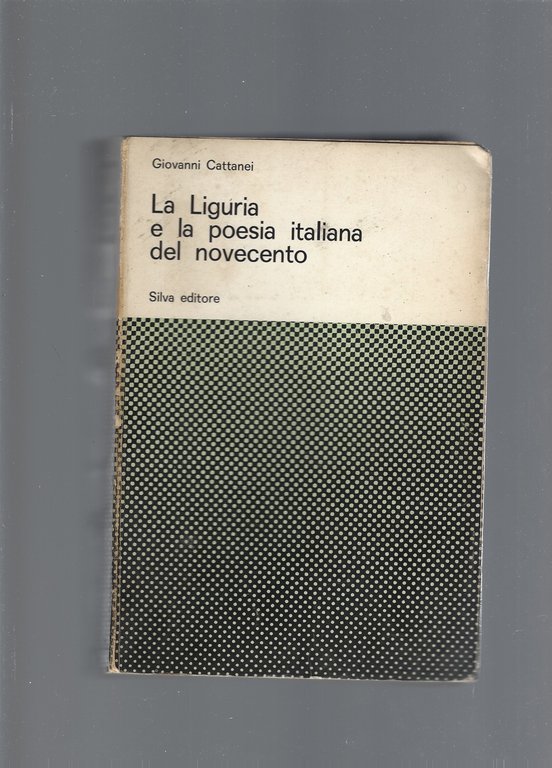 Giovanni Cattanei
La Liguria
e la poesia italiana
del novecento
Silva editore